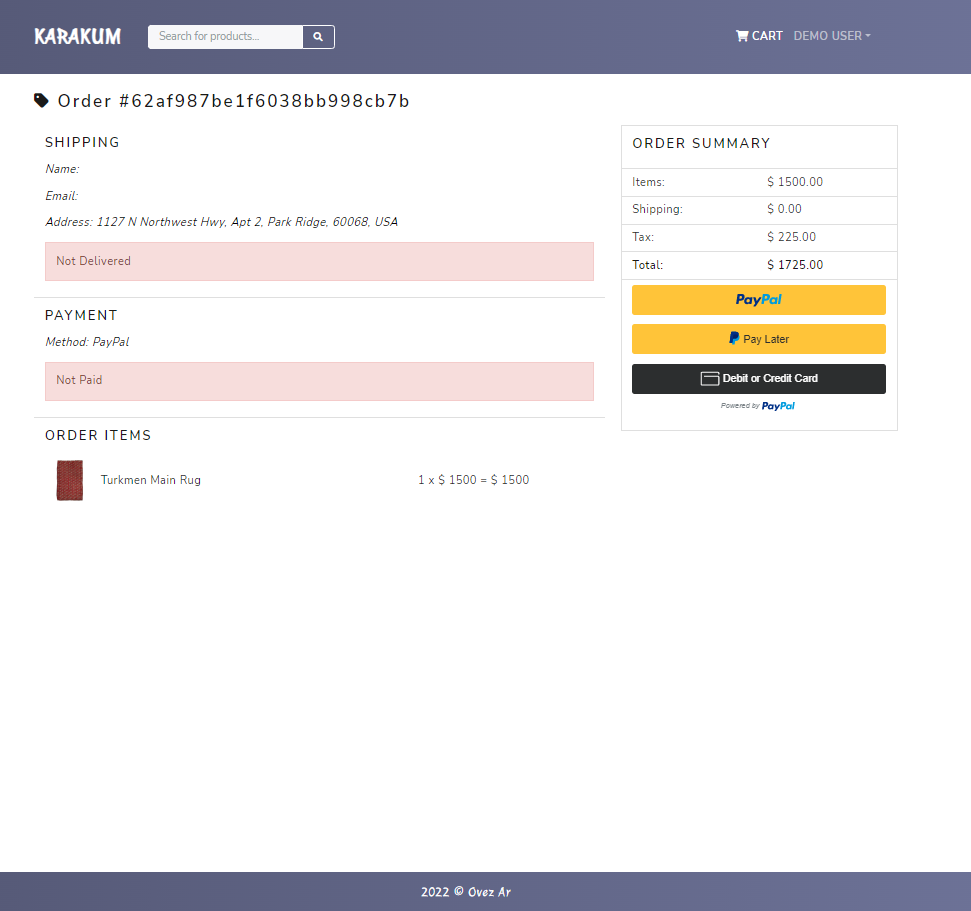 KARAKUM
Search for products...
CART
DEMO USER
Order #62af987be1f6038bb998cb7b
SHIPPING
Name:
Email:
Address: 1127 N Northwest Hwy, Apt 2, Park Ridge, 60068, USA
Not Delivered
PAYMENT
Method: PayPal
Not Paid
ORDER ITEMS
Turkmen Main Rug 1 x $ 1500 = $ 1500
ORDER SUMMARY
Items: $ 1500.00
Shipping: $ 0.00
Tax: $ 225.00
Total: $ 1725.00
PayPal
Pay Later
Debit or Credit Card
Powered by PayPal
2022 © Ovez Ar